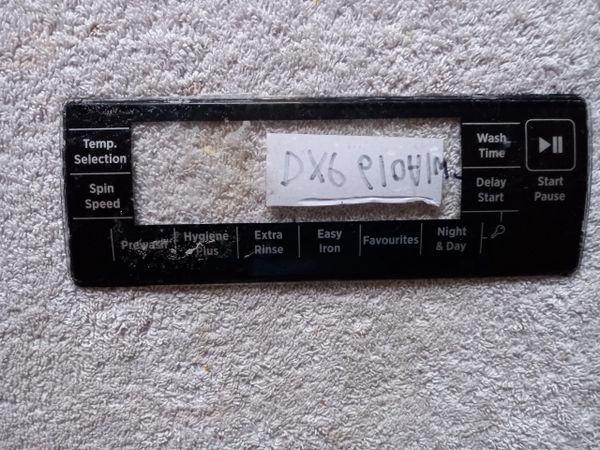 Temp.
Selection
Spin
Speed
DX6
Wash
Time
Delay
Start
Start
Pause
Prewash
Hygiene
Plus
Extra
Rinse
Easy
Iron
Favourites
Night
& Day